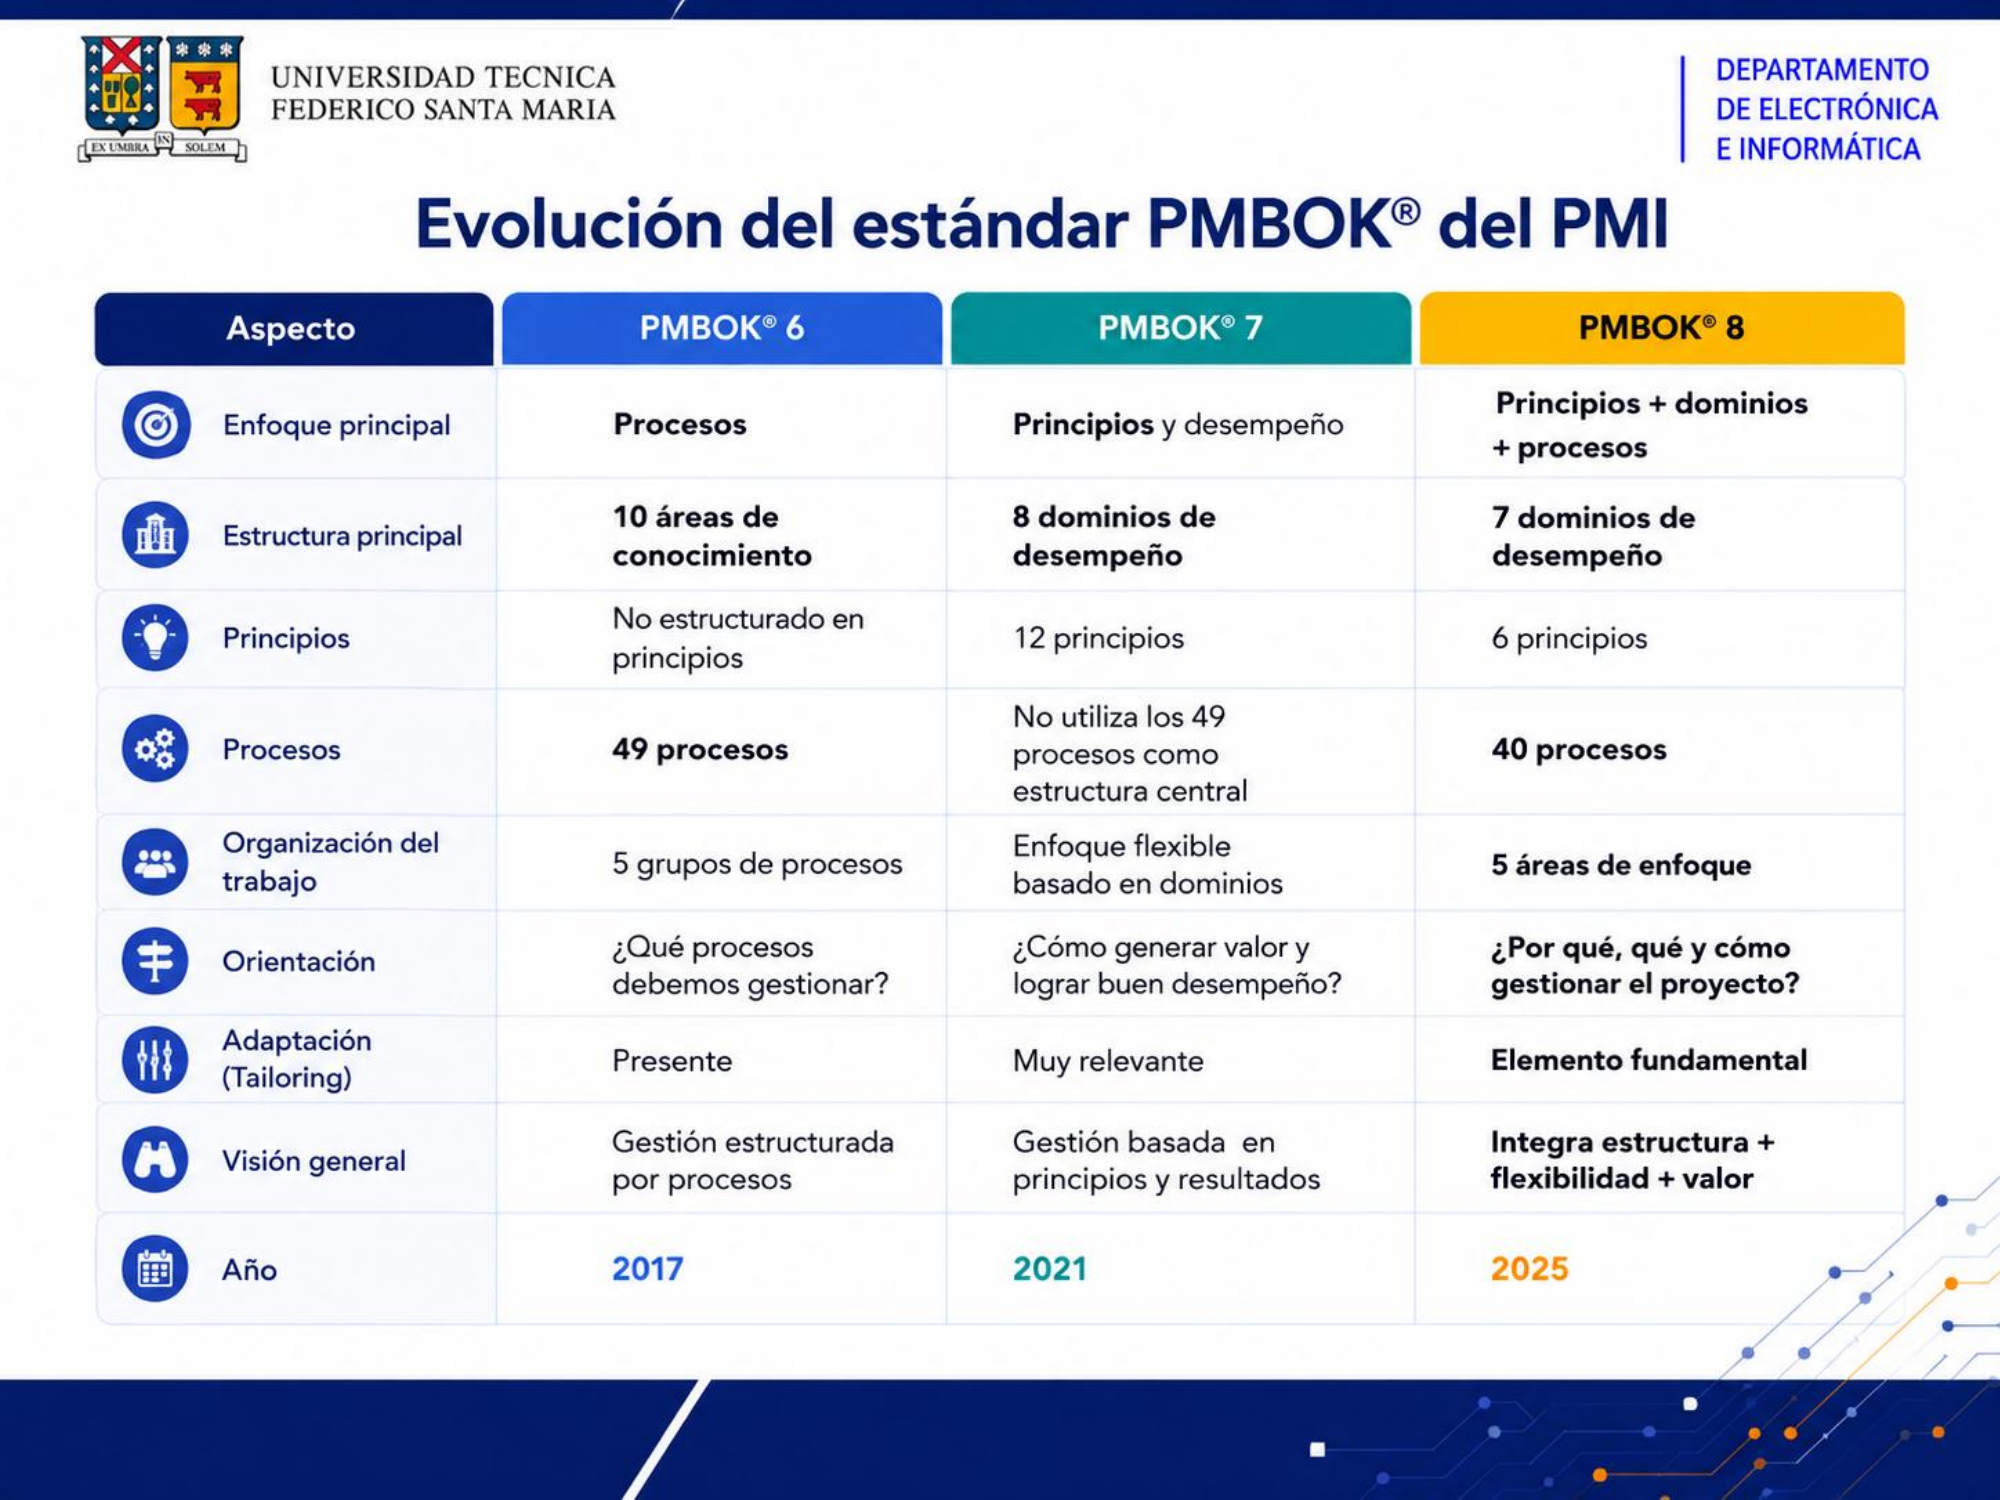 UNIVERSIDAD TECNICA
FEDERICO SANTA MARIA
EX UMBRA IN SOLEM
DEPARTAMENTO
DE ELECTRÓNICA
E INFORMÁTICA
Evolución del estándar PMBOK® del PMI
Aspecto
PMBOK® 6
PMBOK® 7
PMBOK® 8
Enfoque principal
Procesos
Principios y desempeño
Principios + dominios
+ procesos
Estructura principal
10 áreas de
conocimiento
8 dominios de
desempeño
7 dominios de
desempeño
Principios
No estructurado en
principios
12 principios
6 principios
Procesos
49 procesos
No utiliza los 49
procesos como
estructura central
40 procesos
Organización del
trabajo
5 grupos de procesos
Enfoque flexible
basado en dominios
5 áreas de enfoque
Orientación
¿Qué procesos
debemos gestionar?
¿Cómo generar valor y
lograr buen desempeño?
¿Por qué, qué y cómo
gestionar el proyecto?
Adaptación
(Tailoring)
Presente
Muy relevante
Elemento fundamental
Visión general
Gestión estructurada
por procesos
Gestión basada en
principios y resultados
Integra estructura +
flexibilidad + valor
Año
2017
2021
2025